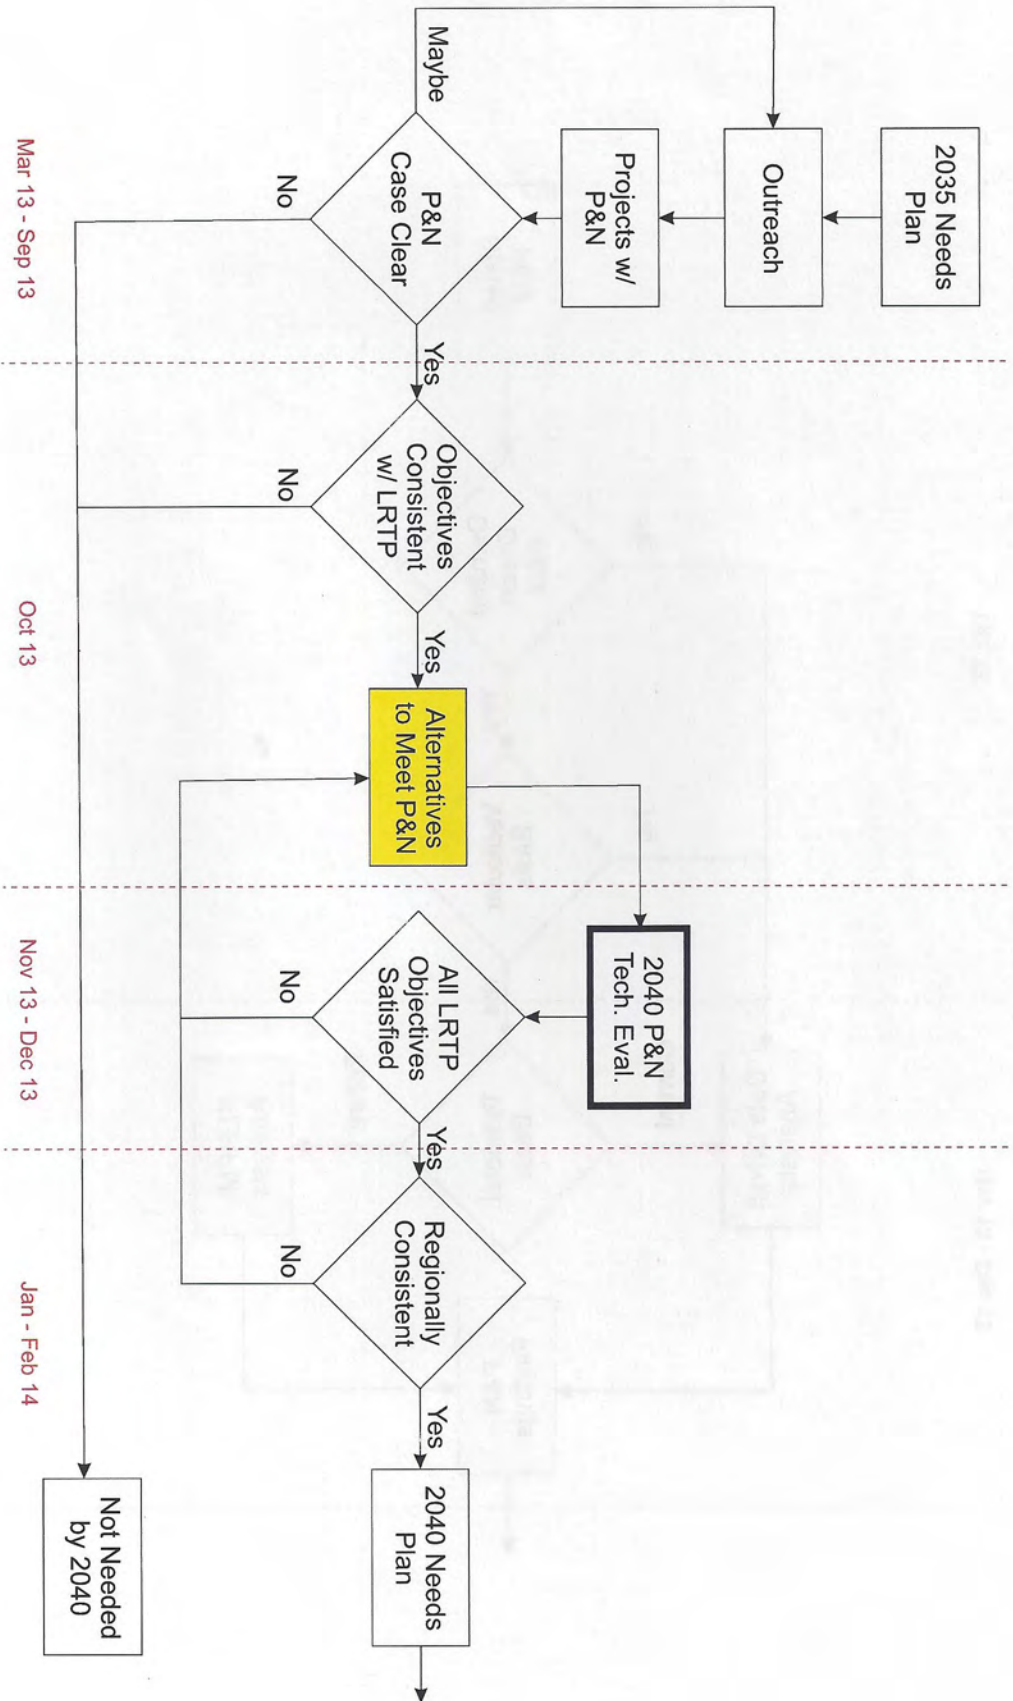 2035 Needs
Plan
Outreach
Projects w/
P&N
Maybe
P&N
Case Clear
No
Yes
Objectives
Consistent
w/ LRTP
No
Yes
Alternatives
to Meet P&N
2040 P&N
Tech. Eval.
All LRTP
Objectives
Satisfied
No
Yes
Regionally
Consistent
No
Yes
2040 Needs
Plan
Not Needed
by 2040
Mar 13 - Sep 13
Oct 13
Nov 13 - Dec 13
Jan - Feb 14